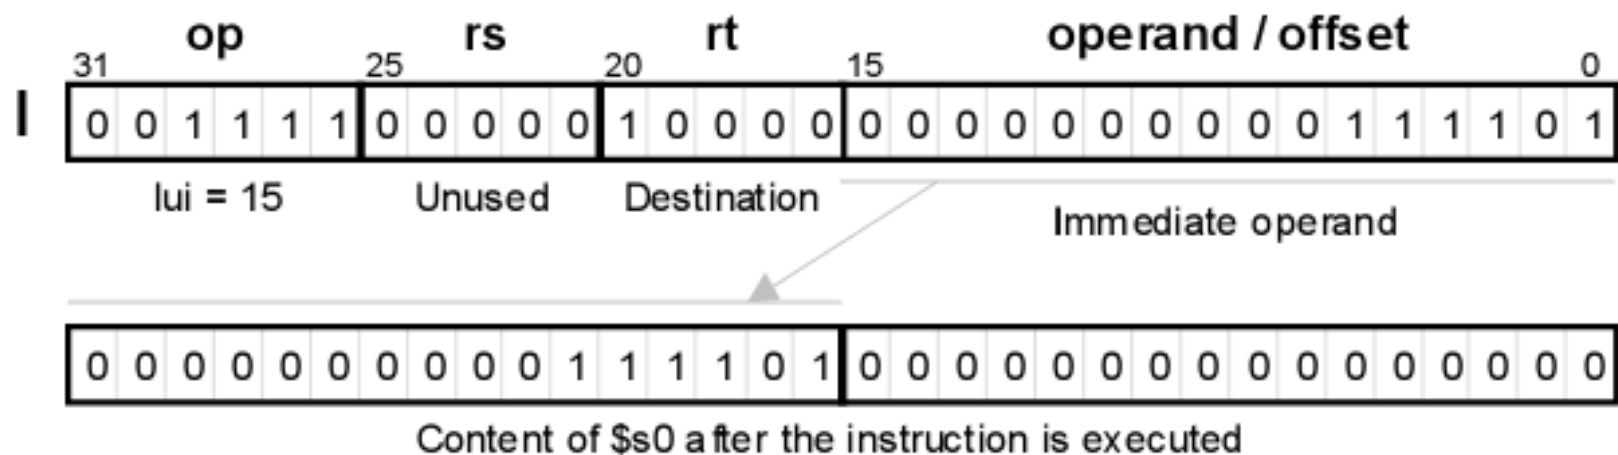 op rs rt operand / offset
31 25 20 15 0
I 0 0 1 1 1 1 0 0 0 0 0 1 0 0 0 0 0 0 0 0 0 0 0 0 0 0 1 1 1 1 0 1
lui = 15 Unused Destination
Immediate operand
0 0 0 0 0 0 0 0 0 0 1 1 1 1 0 1 0 0 0 0 0 0 0 0 0 0 0 0 0 0 0 0
Content of $s0 after the instruction is executed